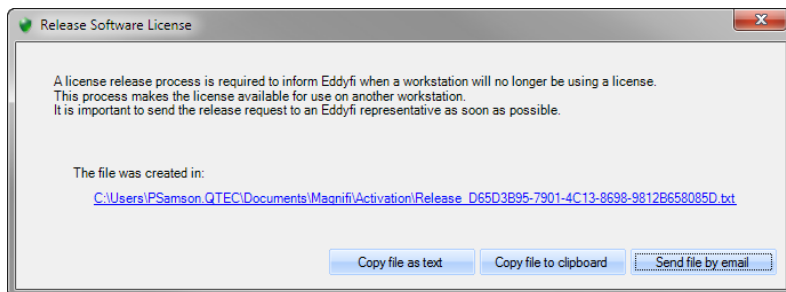 Release Software License
A license release process is required to inform Eddyfi when a workstation will no longer be using a license.
This process makes the license available for use on another workstation.
It is important to send the release request to an Eddyfi representative as soon as possible.
The file was created in:
C:\Users\PSamson.QTEC\Documents\Magnifi\Activation\Release_D65D3B95-7901-4C13-8698-9812B658085D.txt
Copy file as text
Copy file to clipboard
Send file by email